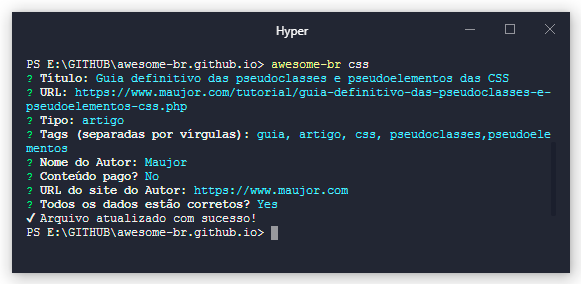 Hyper
PS E:\GITHUB\awesome-br.github.io> awesome-br css
? Título: Guia definitivo das pseudoclasses e pseudoelementos das CSS
? URL: https://www.maujor.com/tutorial/guia-definitivo-das-pseudoclasses-e-
pseudoelementos-css.php
? Tipo: artigo
? Tags (separadas por vírgulas): guia, artigo, css, pseudoclasses,pseudoele
mentos
? Nome do Autor: Maujor
? Conteúdo pago? No
? URL do site do Autor: https://www.maujor.com
? Todos os dados estão corretos? Yes
✔ Arquivo atualizado com sucesso!
PS E:\GITHUB\awesome-br.github.io>